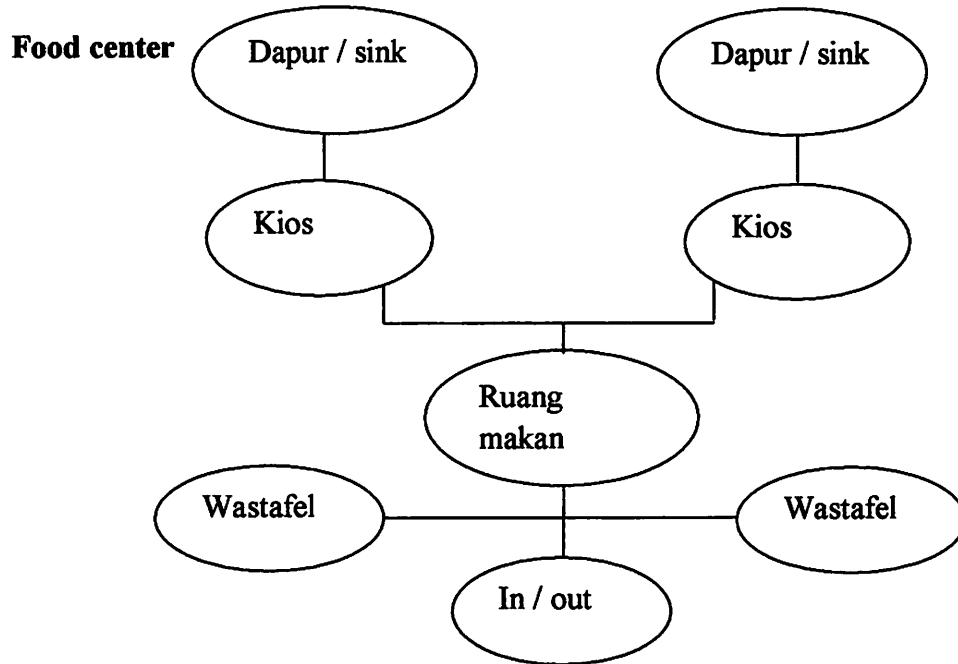 Food center
Dapur / sink
Dapur / sink
Kios
Kios
Ruang
makan
Wastafel
Wastafel
In / out